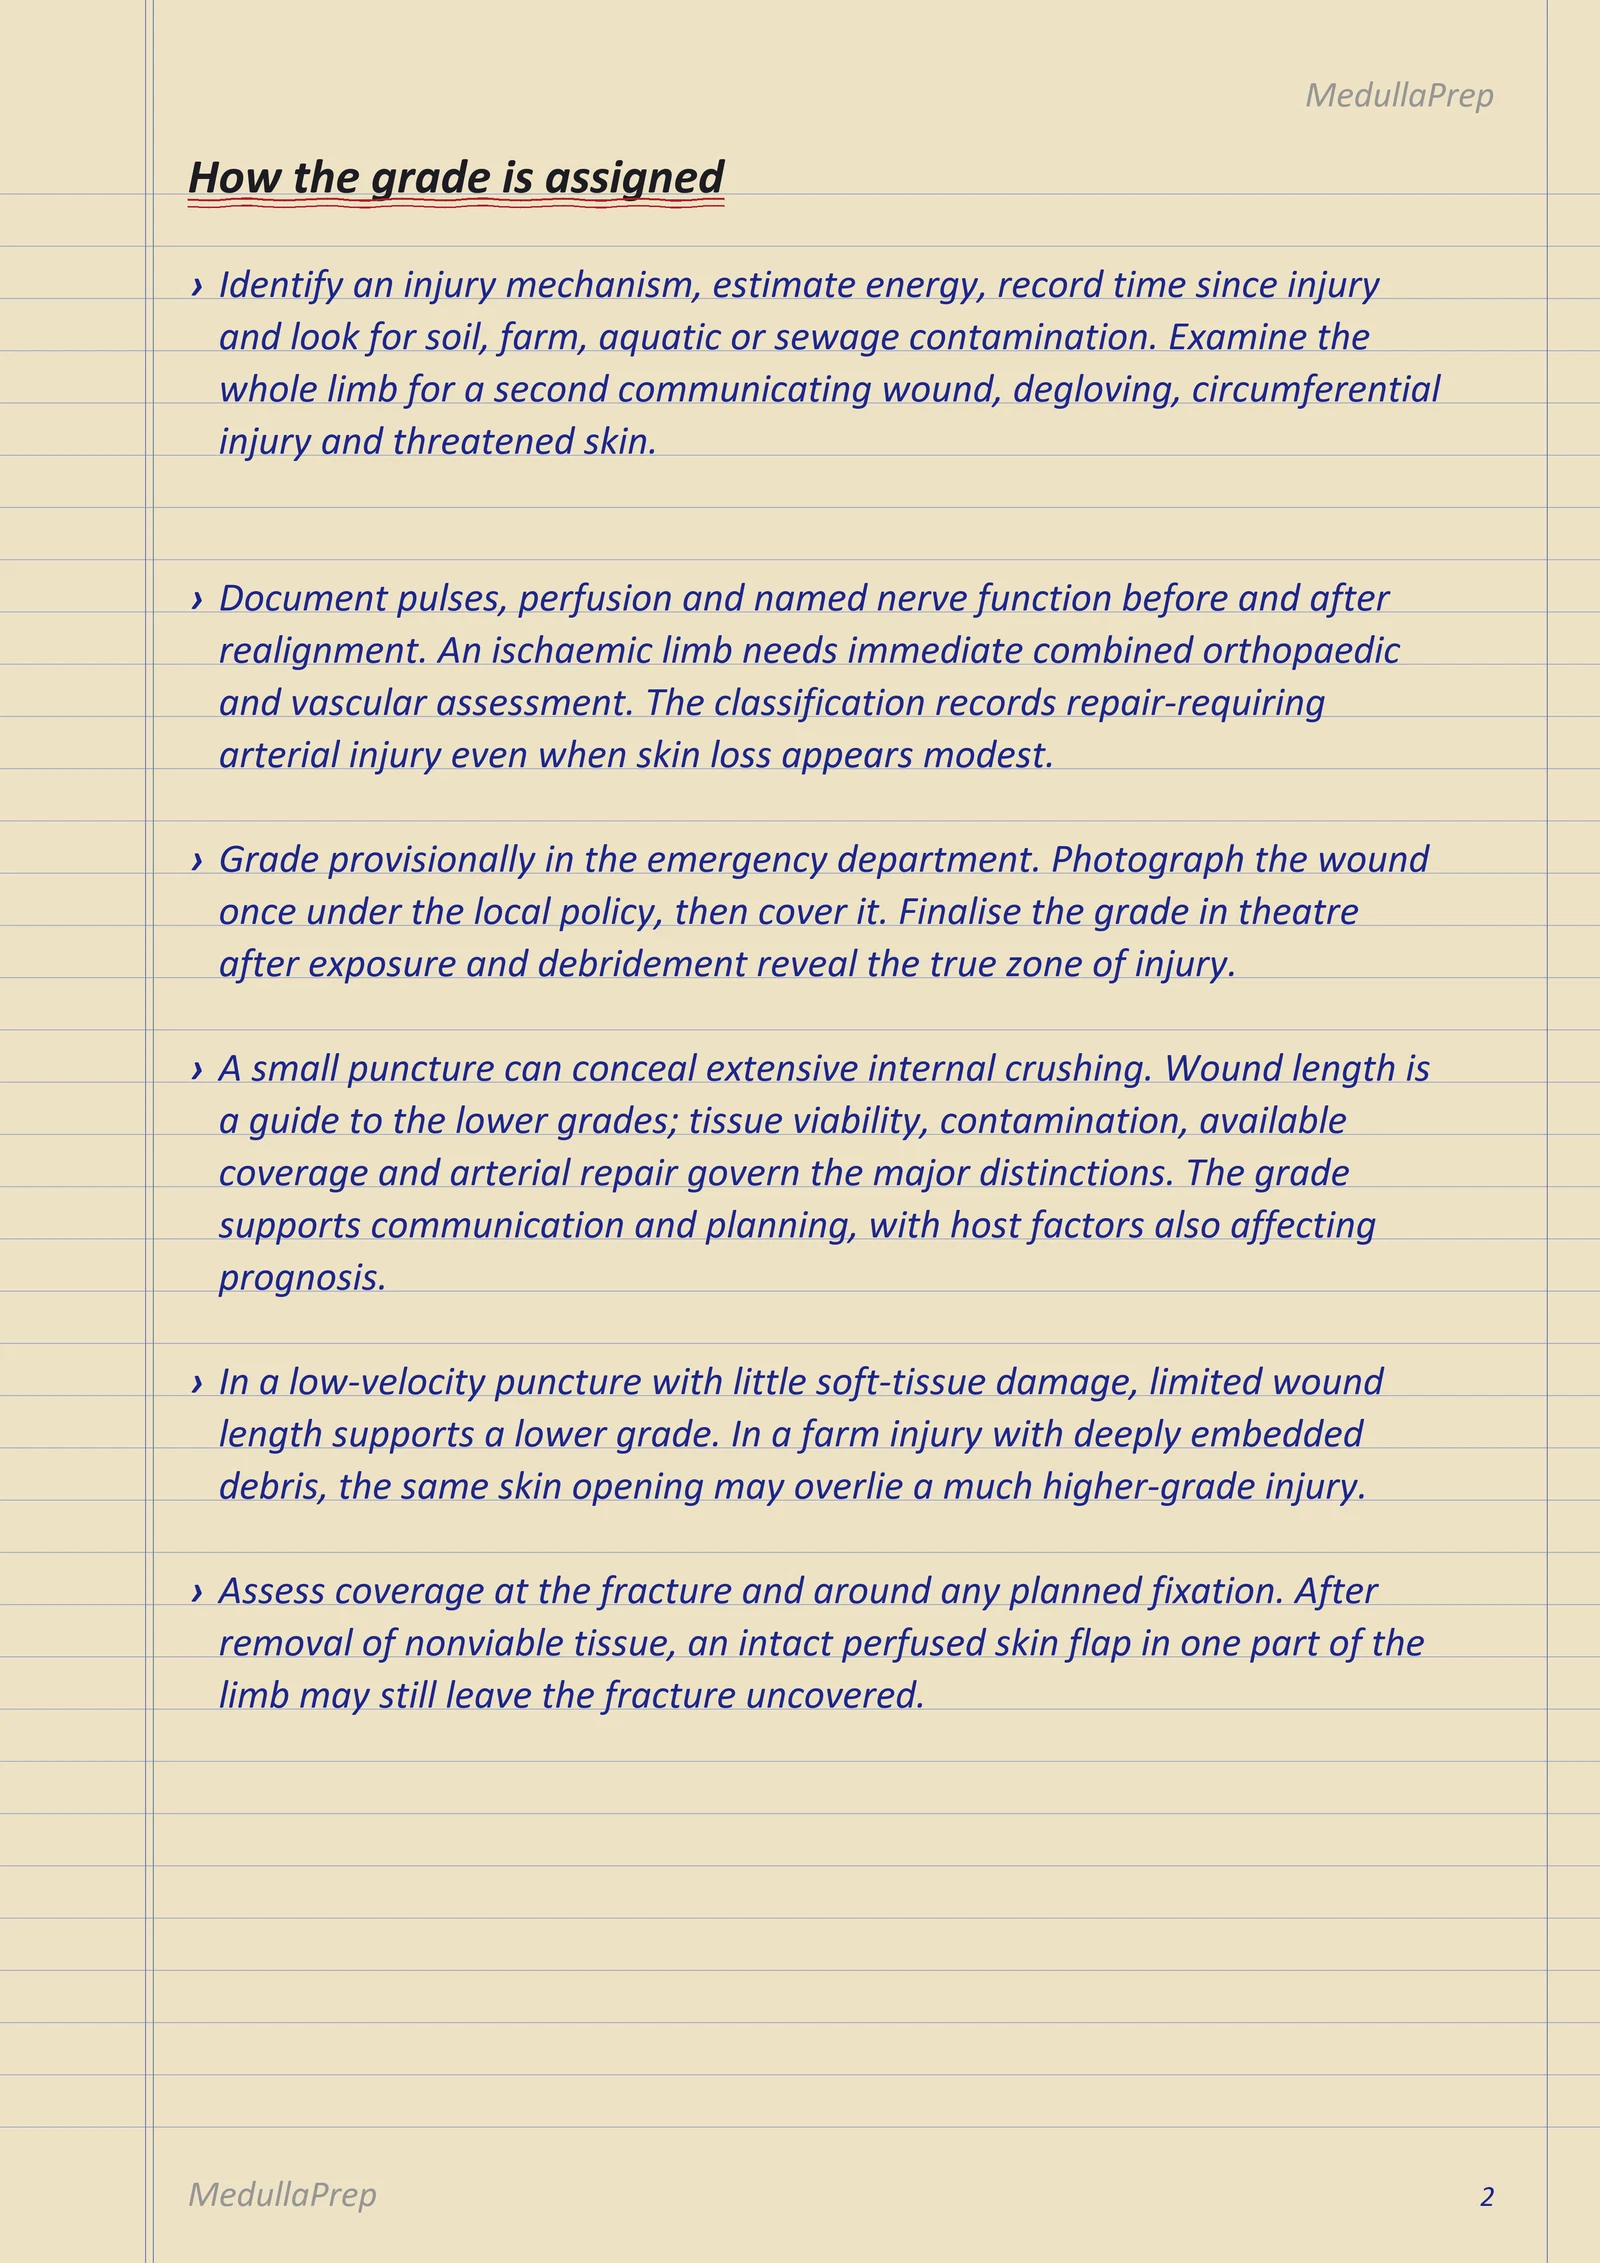 MedullaPrep
How the grade is assigned
› Identify an injury mechanism, estimate energy, record time since injury
and look for soil, farm, aquatic or sewage contamination. Examine the
whole limb for a second communicating wound, degloving, circumferential
injury and threatened skin.
› Document pulses, perfusion and named nerve function before and after
realignment. An ischaemic limb needs immediate combined orthopaedic
and vascular assessment. The classification records repair-requiring
arterial injury even when skin loss appears modest.
› Grade provisionally in the emergency department. Photograph the wound
once under the local policy, then cover it. Finalise the grade in theatre
after exposure and debridement reveal the true zone of injury.
› A small puncture can conceal extensive internal crushing. Wound length is
a guide to the lower grades; tissue viability, contamination, available
coverage and arterial repair govern the major distinctions. The grade
supports communication and planning, with host factors also affecting
prognosis.
› In a low-velocity puncture with little soft-tissue damage, limited wound
length supports a lower grade. In a farm injury with deeply embedded
debris, the same skin opening may overlie a much higher-grade injury.
› Assess coverage at the fracture and around any planned fixation. After
removal of nonviable tissue, an intact perfused skin flap in one part of the
limb may still leave the fracture uncovered.
MedullaPrep
2